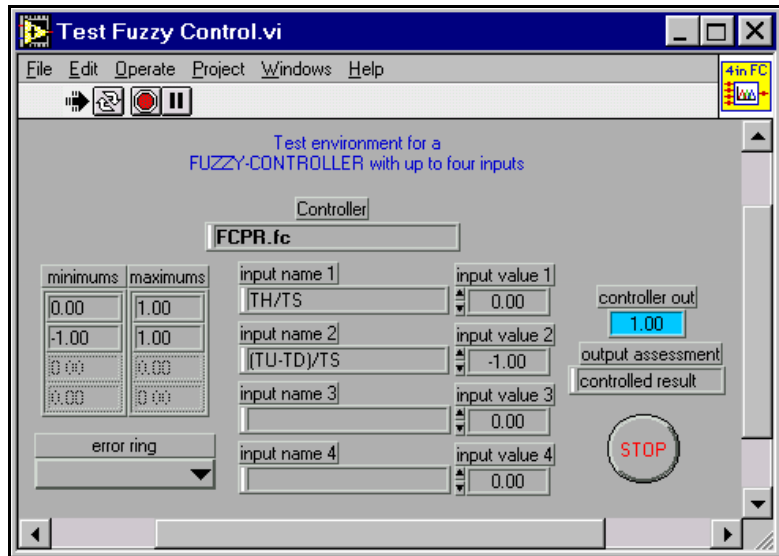 Test Fuzzy Control.vi
File Edit Operate Project Windows Help
4in FC
Test environment for a
FUZZY-CONTROLLER with up to four inputs
Controller
FCPR.fc
minimums maximums
0.00 1.00
-1.00 1.00
0.00 0.00
0.00 0.00
error ring
input name 1 input value 1
TH/TS 0.00
input name 2 input value 2
(TU-TD)/TS -1.00
input name 3 input value 3
0.00
input name 4 input value 4
0.00
controller out
1.00
output assessment
controlled result
STOP